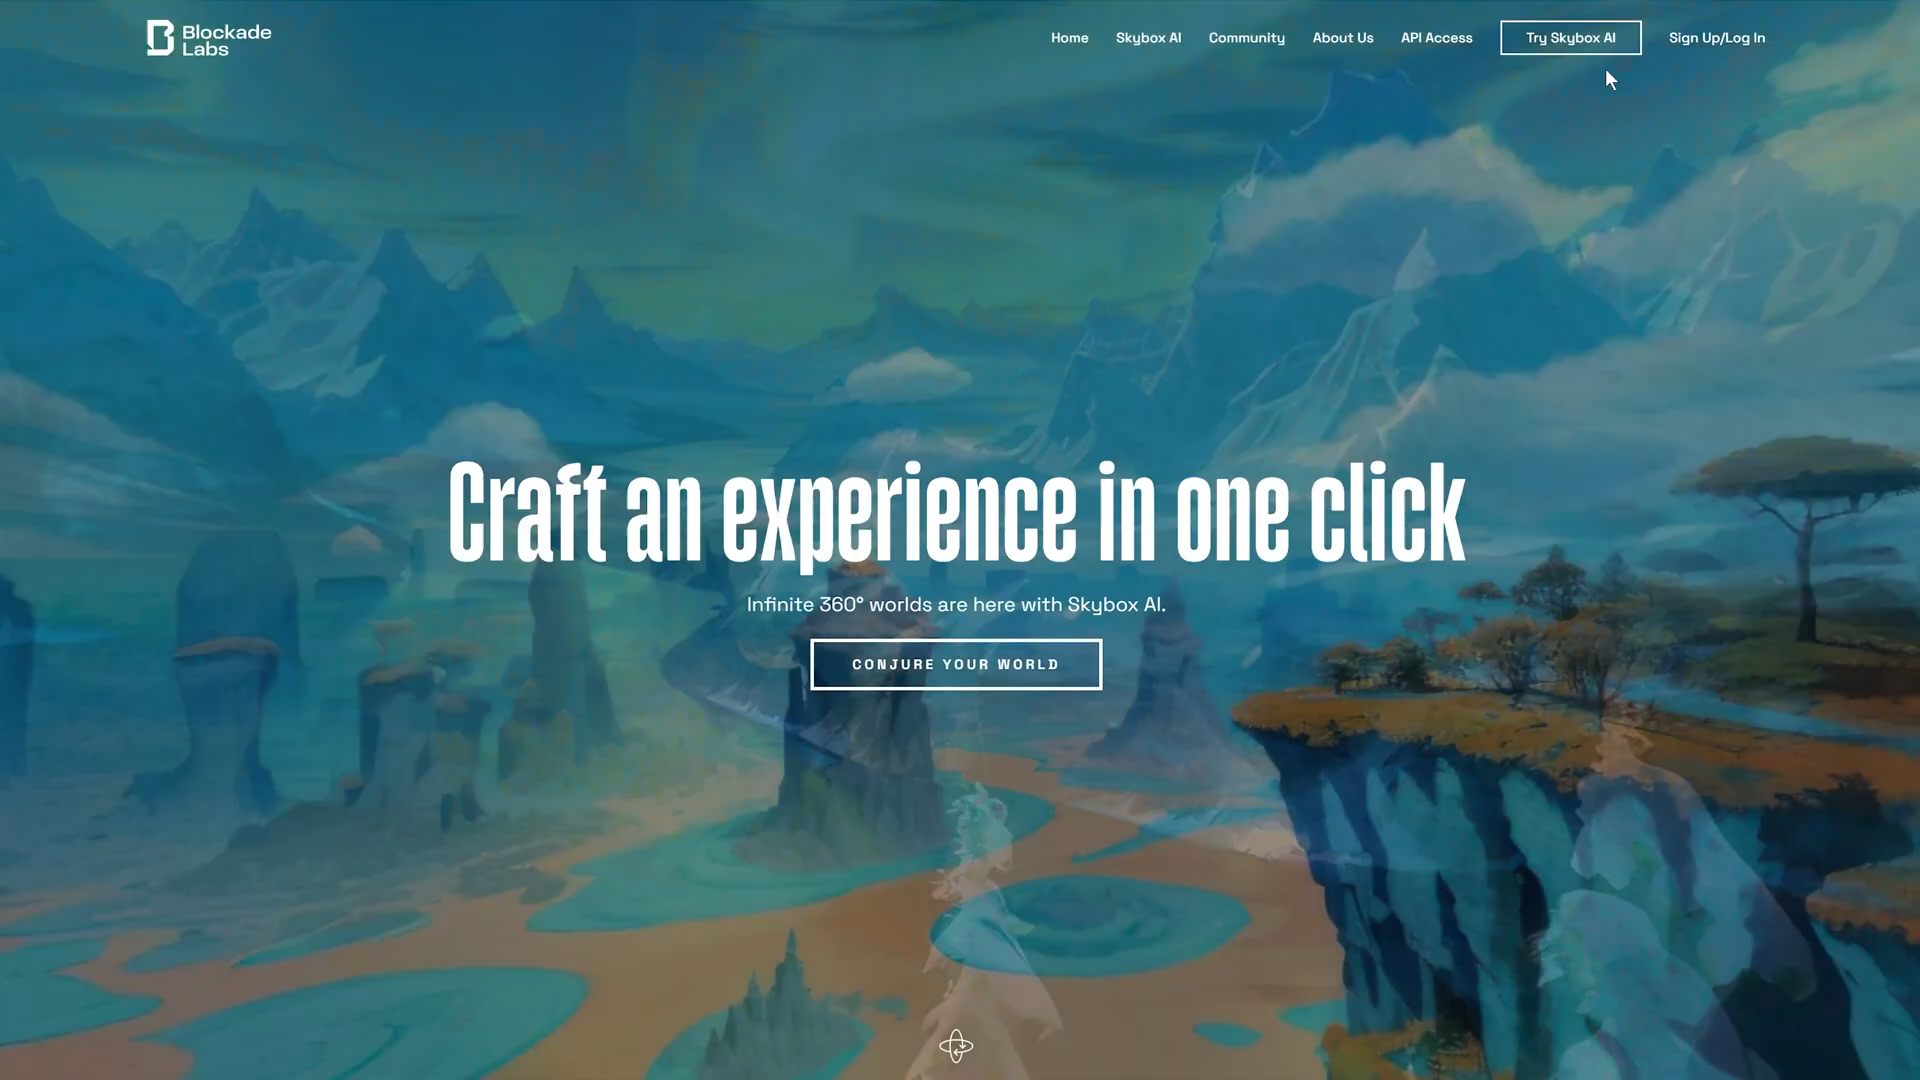 Blockade
Labs
Home Skybox AI Community About Us API Access Try Skybox AI Sign Up/Log In
Craft an experience in one click
Infinite 360° worlds are here with Skybox AI.
CONJURE YOUR WORLD